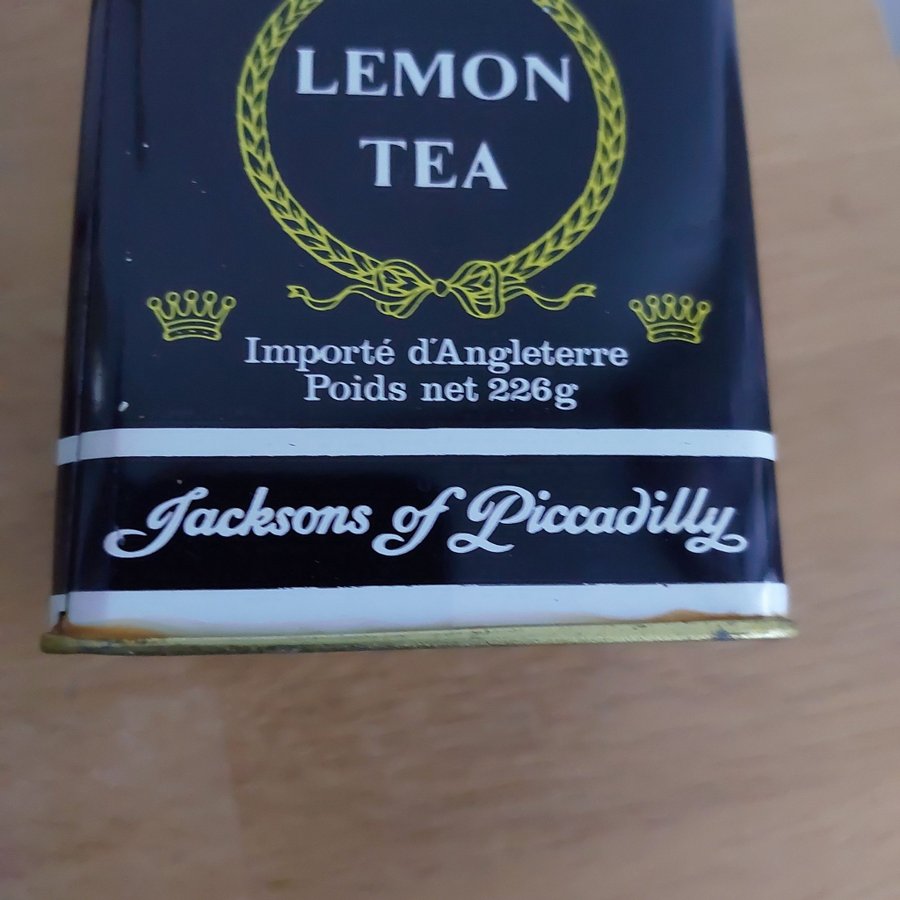 LEMON
TEA
Importé d'Angleterre
Poids net 226g
Jacksons of Piccadilly